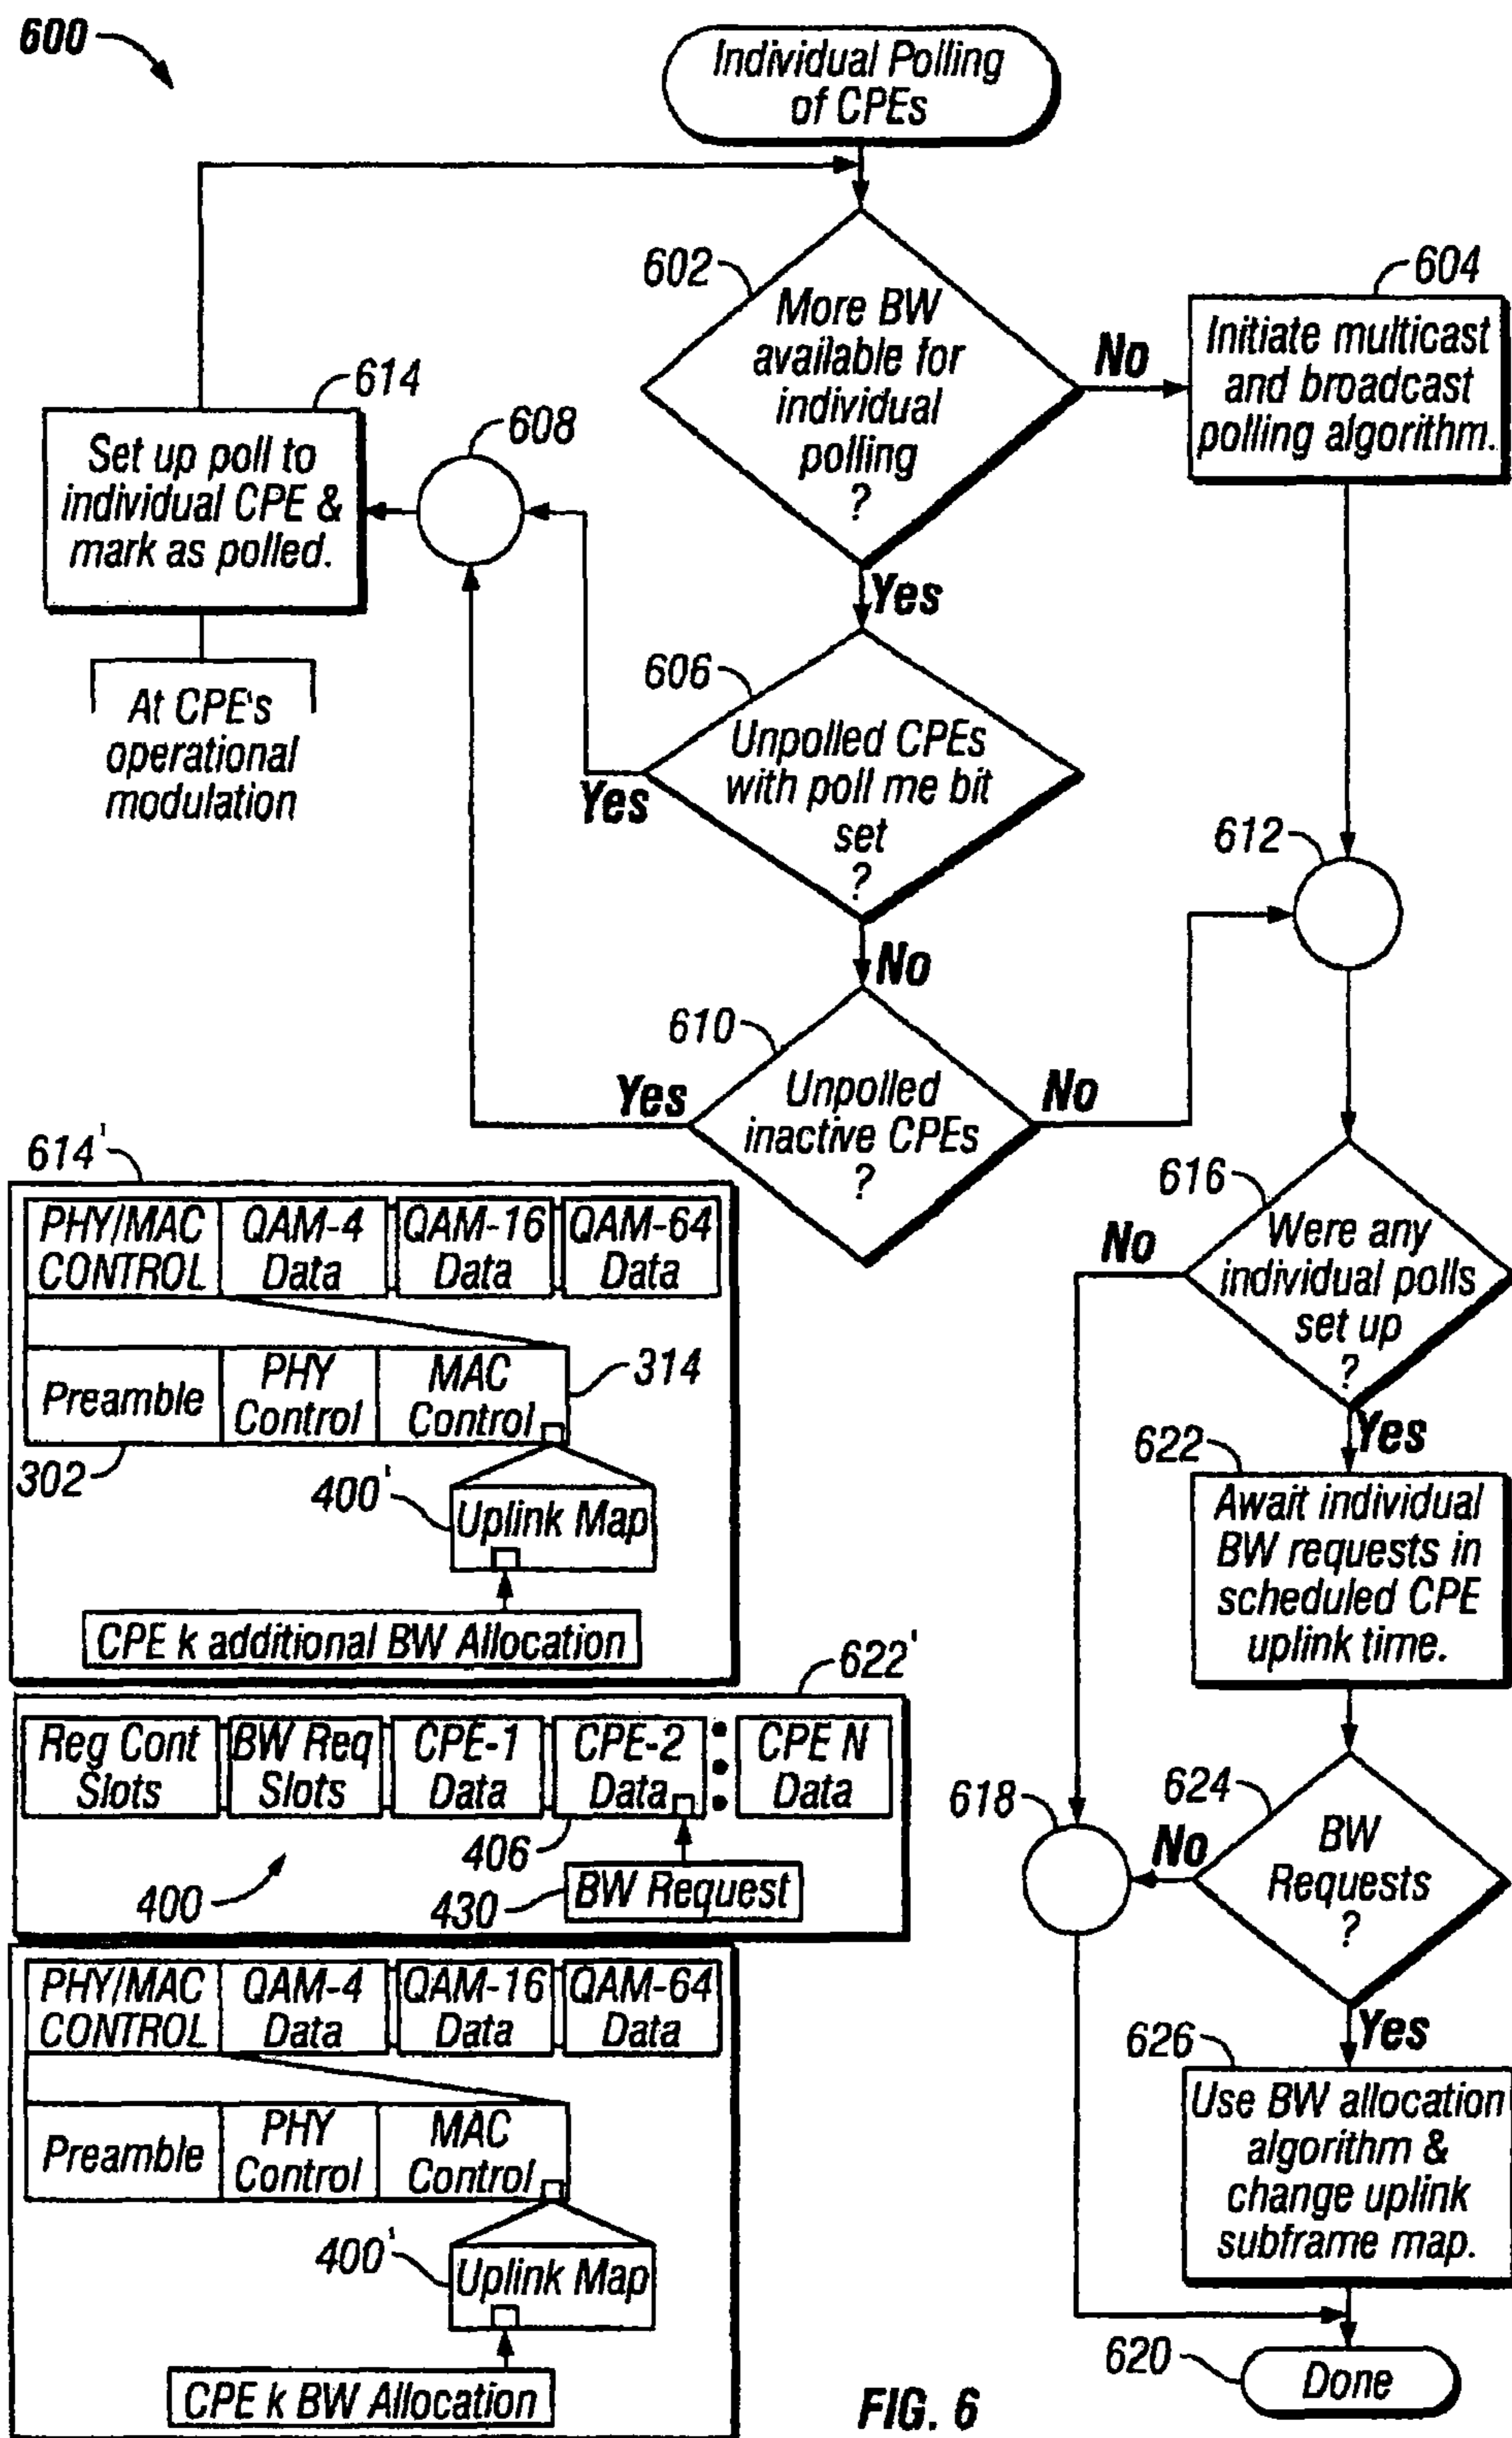 600
Individual Polling
of CPEs
602
More BW
available for
individual
polling
?
No
604
Initiate multicast
and broadcast
polling algorithm.
614
Set up poll to
individual CPE &
mark as polled.
608
Yes
At CPE's
operational
modulation
606
Unpolled CPEs
with poll me bit
set
?
Yes
612
No
610
Unpolled
inactive CPEs
?
Yes
No
616
Were any
individual polls
set up
?
No
Yes
614'
PHY/MAC
CONTROL
QAM-4
Data
QAM-16
Data
QAM-64
Data
Preamble
PHY
Control
MAC
Control
314
302
400'
Uplink Map
CPE k additional BW Allocation
622
Await individual
BW requests in
scheduled CPE
uplink time.
622'
Reg Cont
Slots
BW Req
Slots
CPE-1
Data
CPE-2
Data
CPE N
Data
406
400
430
BW Request
618
624
BW
Requests
?
No
Yes
PHY/MAC
CONTROL
QAM-4
Data
QAM-16
Data
QAM-64
Data
Preamble
PHY
Control
MAC
Control
400'
Uplink Map
CPE k BW Allocation
626
Use BW allocation
algorithm &
change uplink
subframe map.
620
Done
FIG. 6